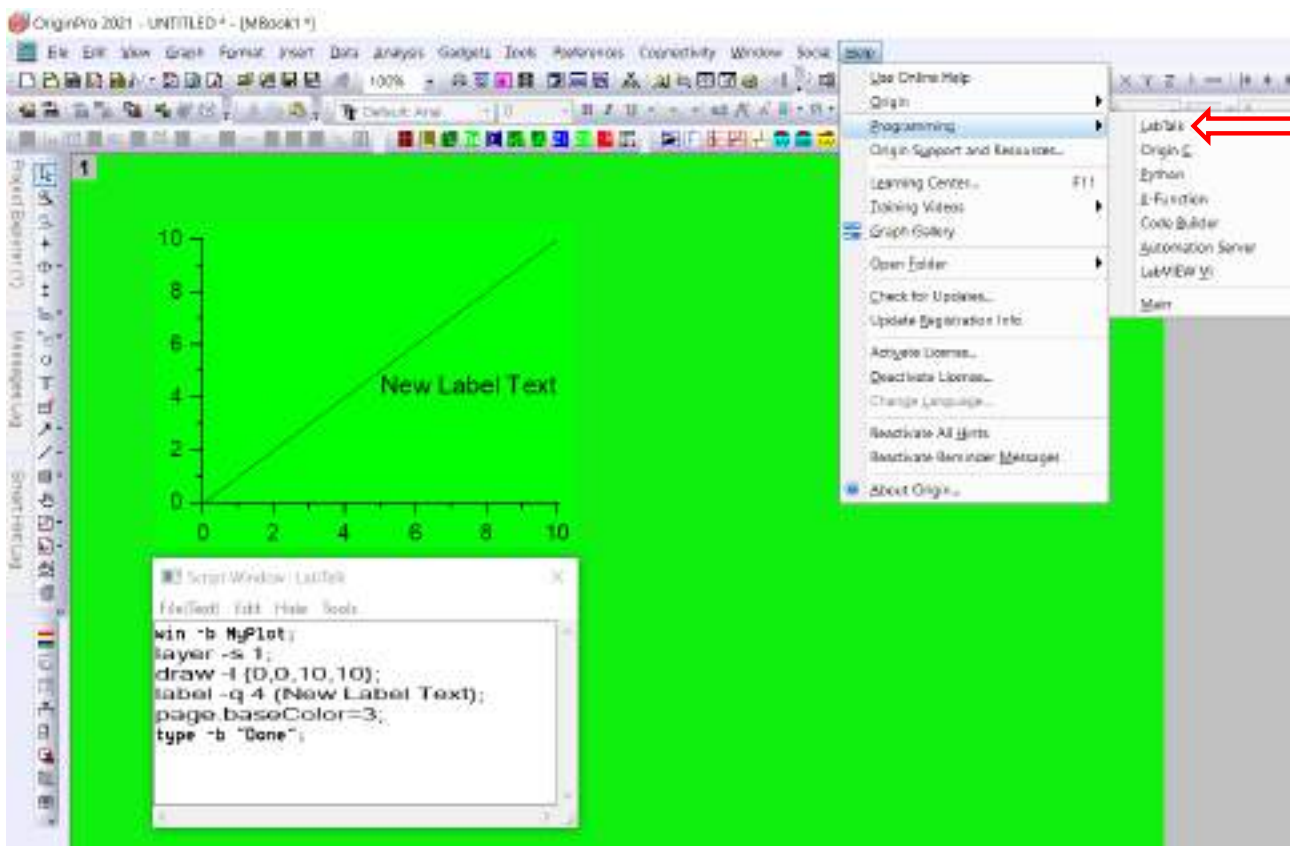 OriginPro 2021 - UNTITLED * - [MBook1 *]
File Edit View Graph Format Insert Data Analysis Gadgets Tools Preferences Connectivity Window Social Help
100%
Default: Arial 0 B I U
X Y Z
Project Explorer (1)
Messages Log
Smart Hint Log
1
10
8
6
4
2
0
New Label Text
0 2 4 6 8 10
Use Online Help
Origin
Programming
Origin Support and Resources...
Learning Center... F11
Training Videos
Graph Gallery
Open Folder
Check for Updates...
Update Registration Info
Activate License...
Deactivate License...
Change Language...
Reactivate All Hints
Reactivate Reminder Messages
About Origin...
LabTalk
Origin C
Python
X-Function
Code Builder
Automation Server
LabVIEW VI
Main
Script Window : LabTalk
File(Text) Edit Hide Tools
win -b MyPlot;
layer -s 1;
draw -l {0,0,10,10};
label -q 4 (New Label Text);
page.baseColor=3;
type -b "Done";